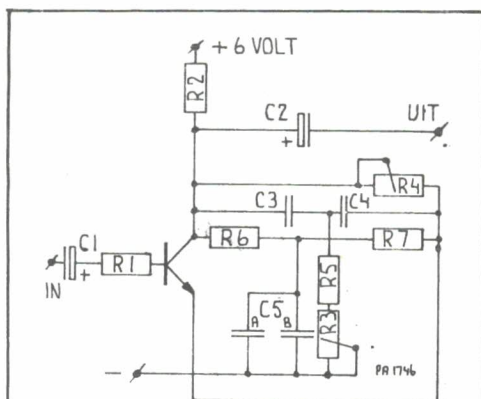 + 6 VOLT
R2
C2
UIT
+
R4
C3
C4
C1
R6
R7
+
R1
IN
R5
C5
A
B
R3
-
PA 1746